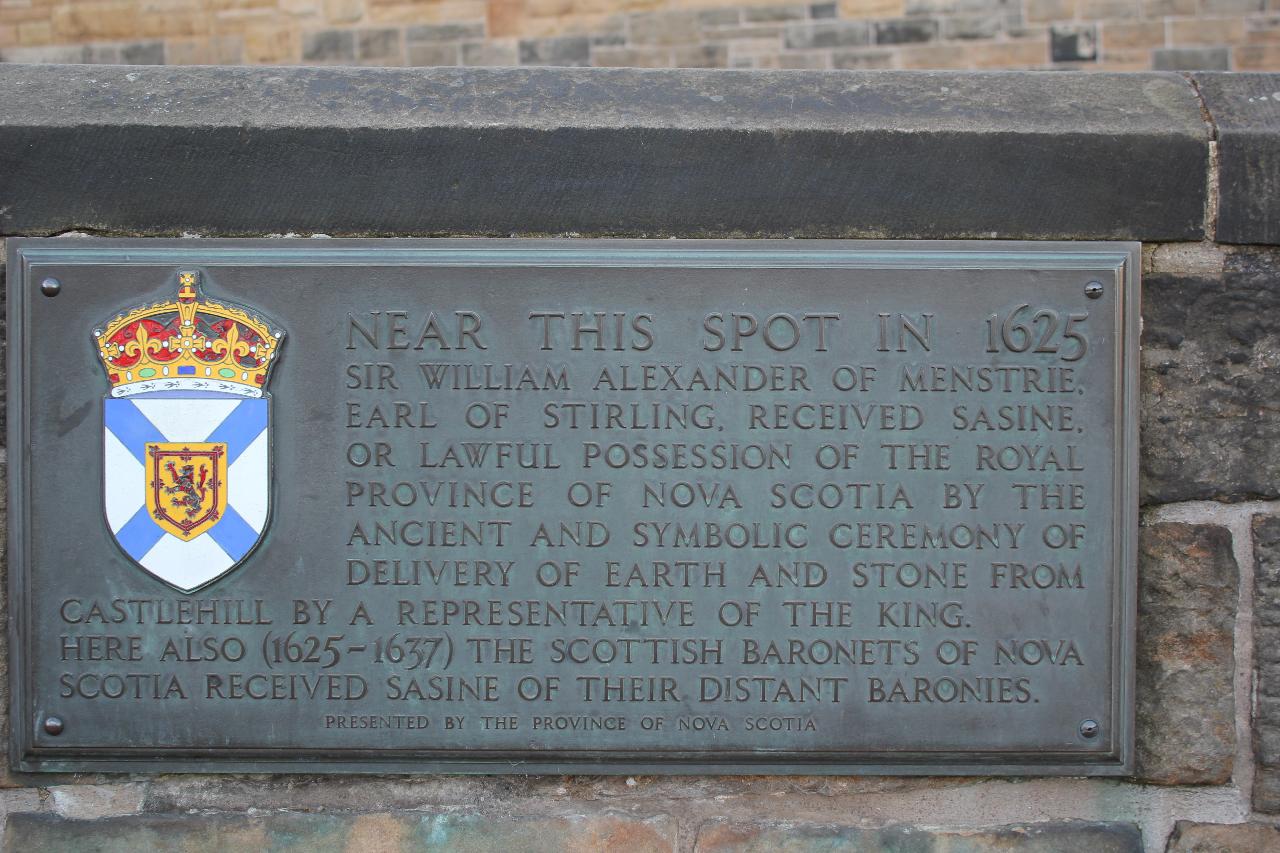 NEAR THIS SPOT IN 1625
SIR WILLIAM ALEXANDER OF MENSTRIE,
EARL OF STIRLING, RECEIVED SASINE,
OR LAWFUL POSSESSION OF THE ROYAL
PROVINCE OF NOVA SCOTIA BY THE
ANCIENT AND SYMBOLIC CEREMONY OF
DELIVERY OF EARTH AND STONE FROM
CASTLEHILL BY A REPRESENTATIVE OF THE KING.
HERE ALSO (1625-1637) THE SCOTTISH BARONETS OF NOVA
SCOTIA RECEIVED SASINE OF THEIR DISTANT BARONIES.
PRESENTED BY THE PROVINCE OF NOVA SCOTIA